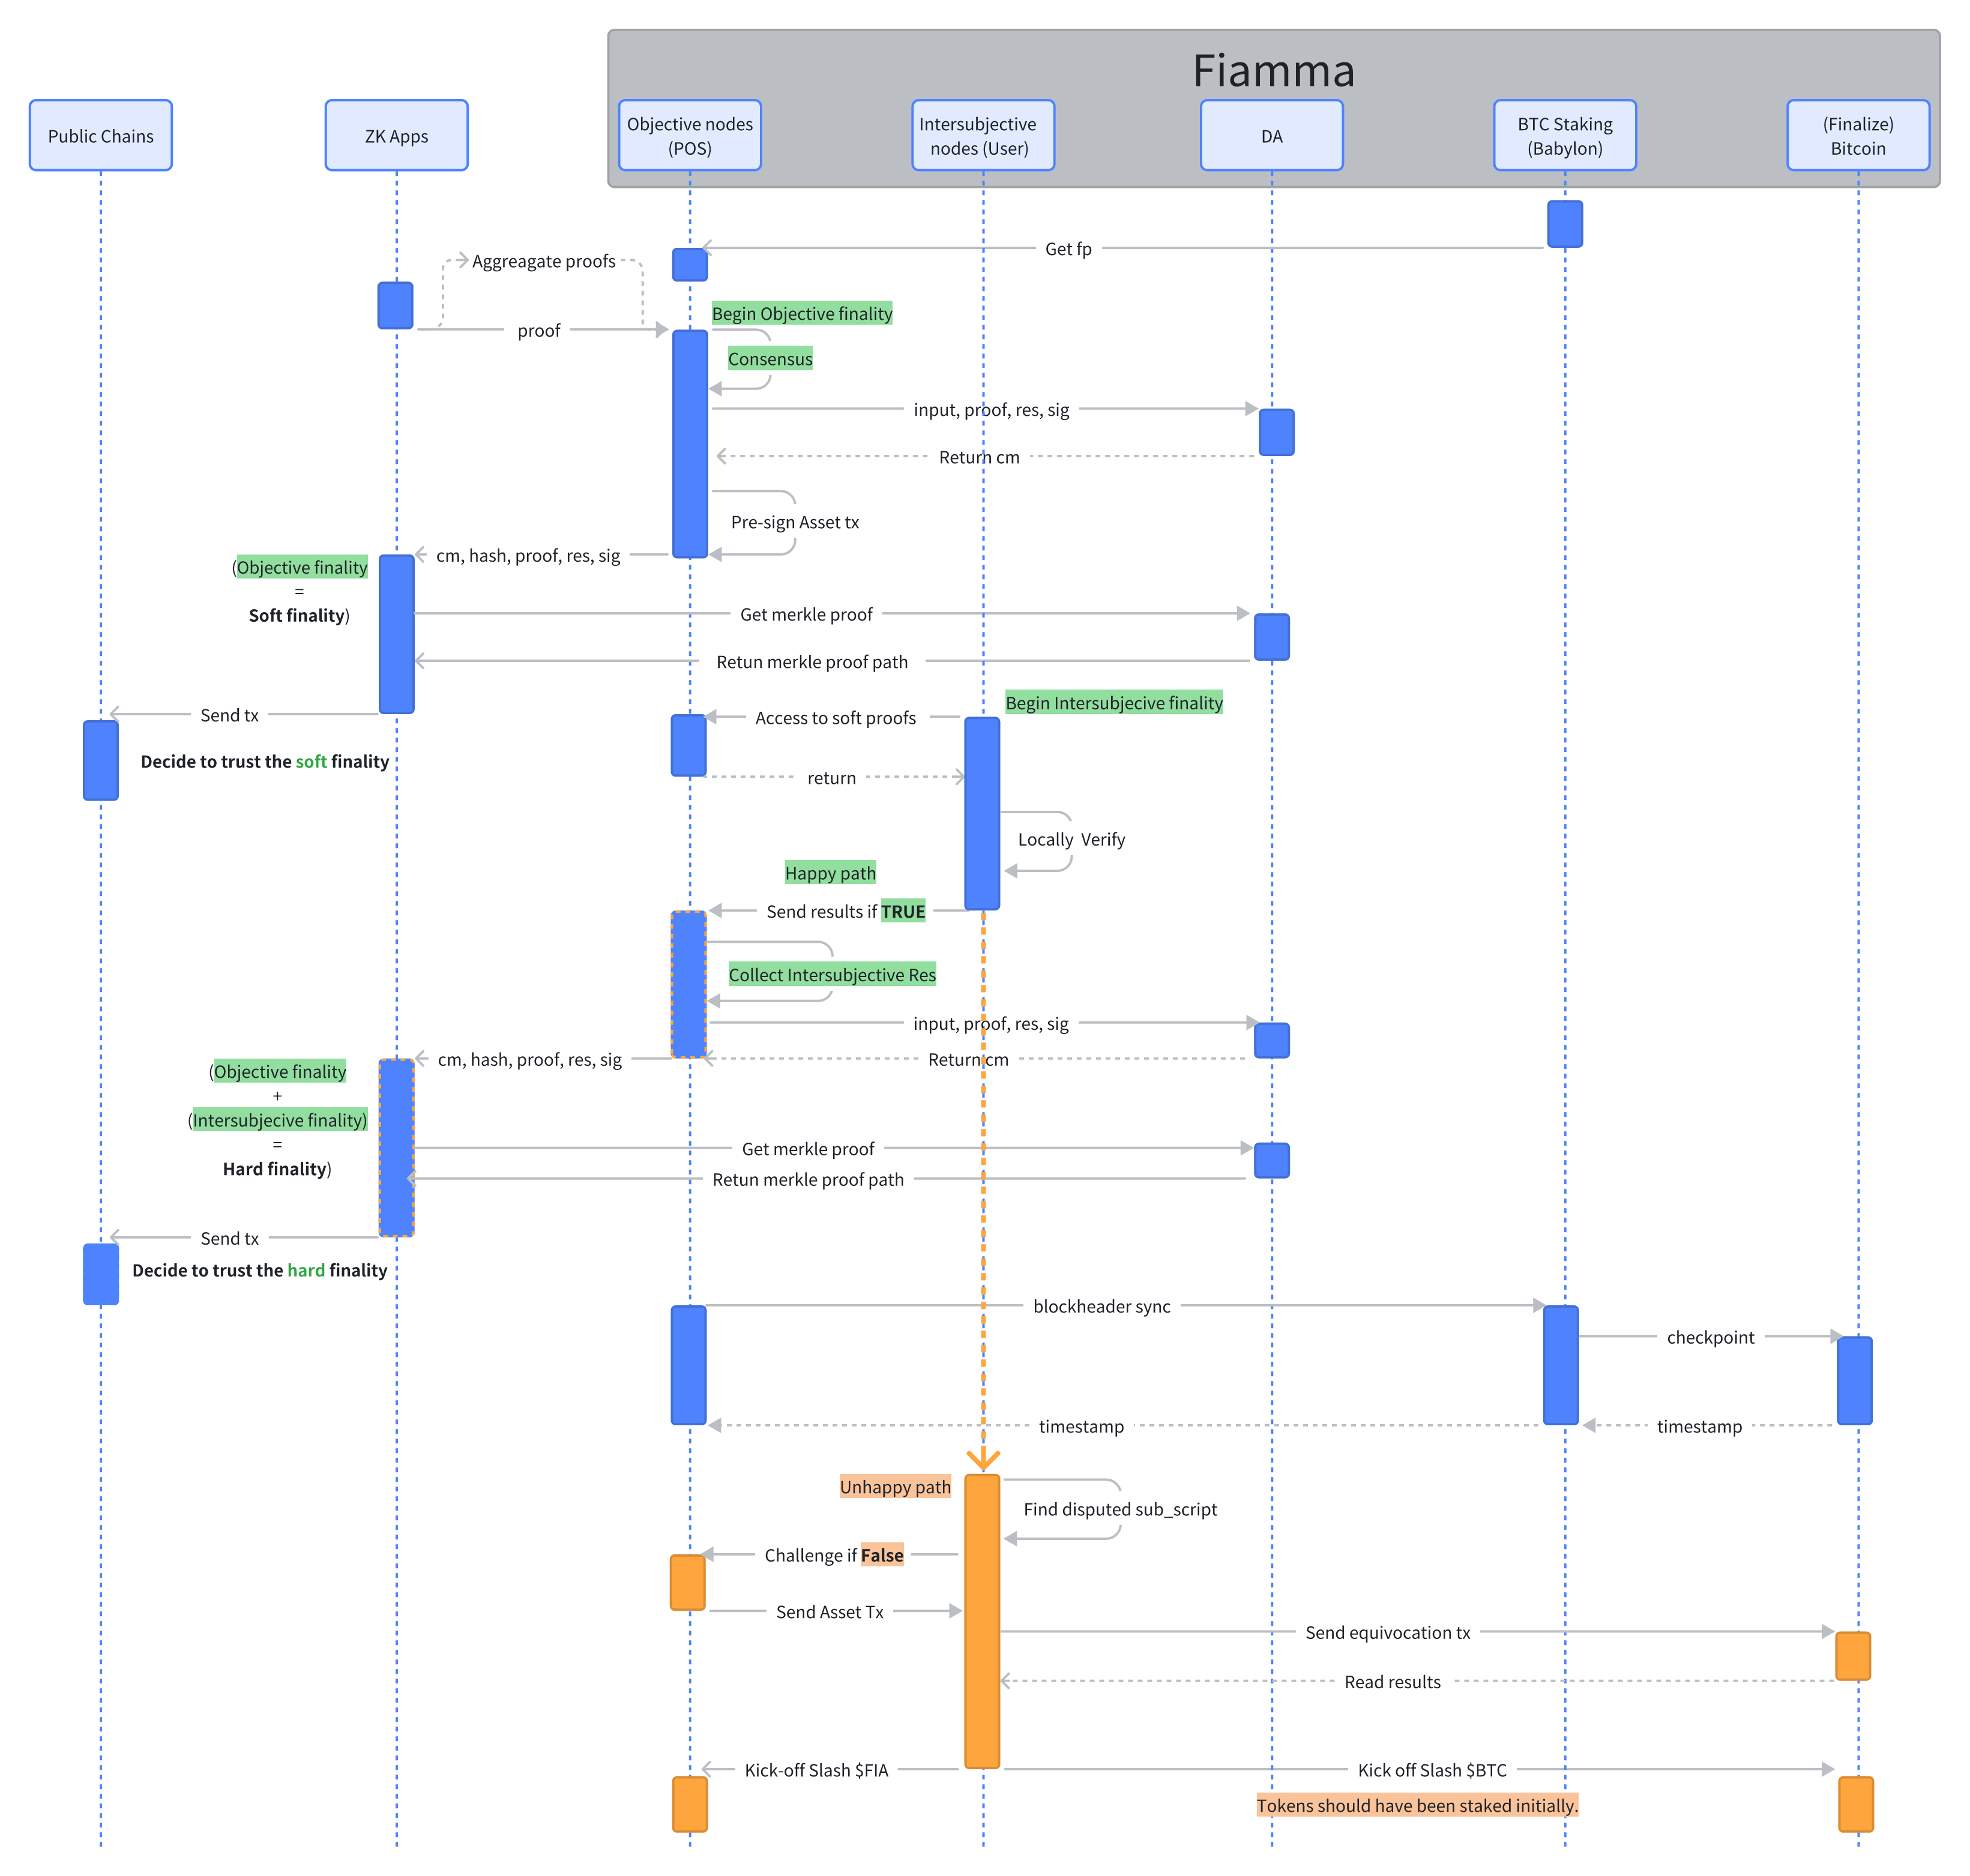 Fiamma
Public Chains
ZK Apps
Objective nodes
(POS)
Intersubjective
nodes (User)
DA
BTC Staking
(Babylon)
(Finalize)
Bitcoin
Get fp
Aggreagate proofs
Begin Objective finality
proof
Consensus
input, proof, res, sig
Return cm
Pre-sign Asset tx
cm, hash, proof, res, sig
(Objective finality
=
Soft finality)
Get merkle proof
Retun merkle proof path
Begin Intersubjecive finality
Send tx
Access to soft proofs
Decide to trust the soft finality
return
Locally Verify
Happy path
Send results if TRUE
Collect Intersubjective Res
input, proof, res, sig
cm, hash, proof, res, sig
Return cm
(Objective finality
+
(Intersubjecive finality)
=
Hard finality)
Get merkle proof
Retun merkle proof path
Send tx
Decide to trust the hard finality
blockheader sync
checkpoint
timestamp
timestamp
Unhappy path
Find disputed sub_script
Challenge if False
Send Asset Tx
Send equivocation tx
Read results
Kick-off Slash $FIA
Kick off Slash $BTC
Tokens should have been staked initially.